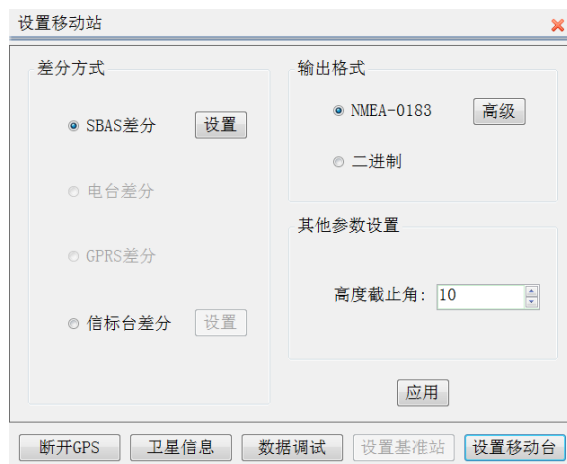 设置移动站
差分方式
SBAS差分 设置
电台差分
GPRS差分
信标台差分 设置
输出格式
NMEA-0183 高级
二进制
其他参数设置
高度截止角: 10
应用
断开GPS 卫星信息 数据调试 设置基准站 设置移动台